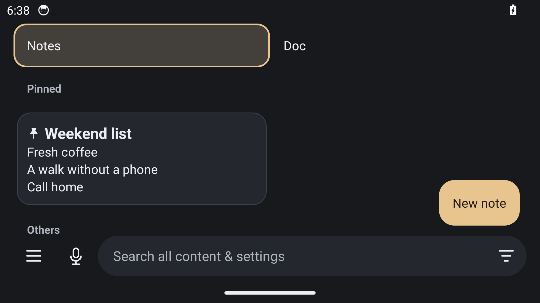 6:38
Notes
Doc
Pinned
Weekend list
Fresh coffee
A walk without a phone
Call home
New note
Others
Search all content & settings